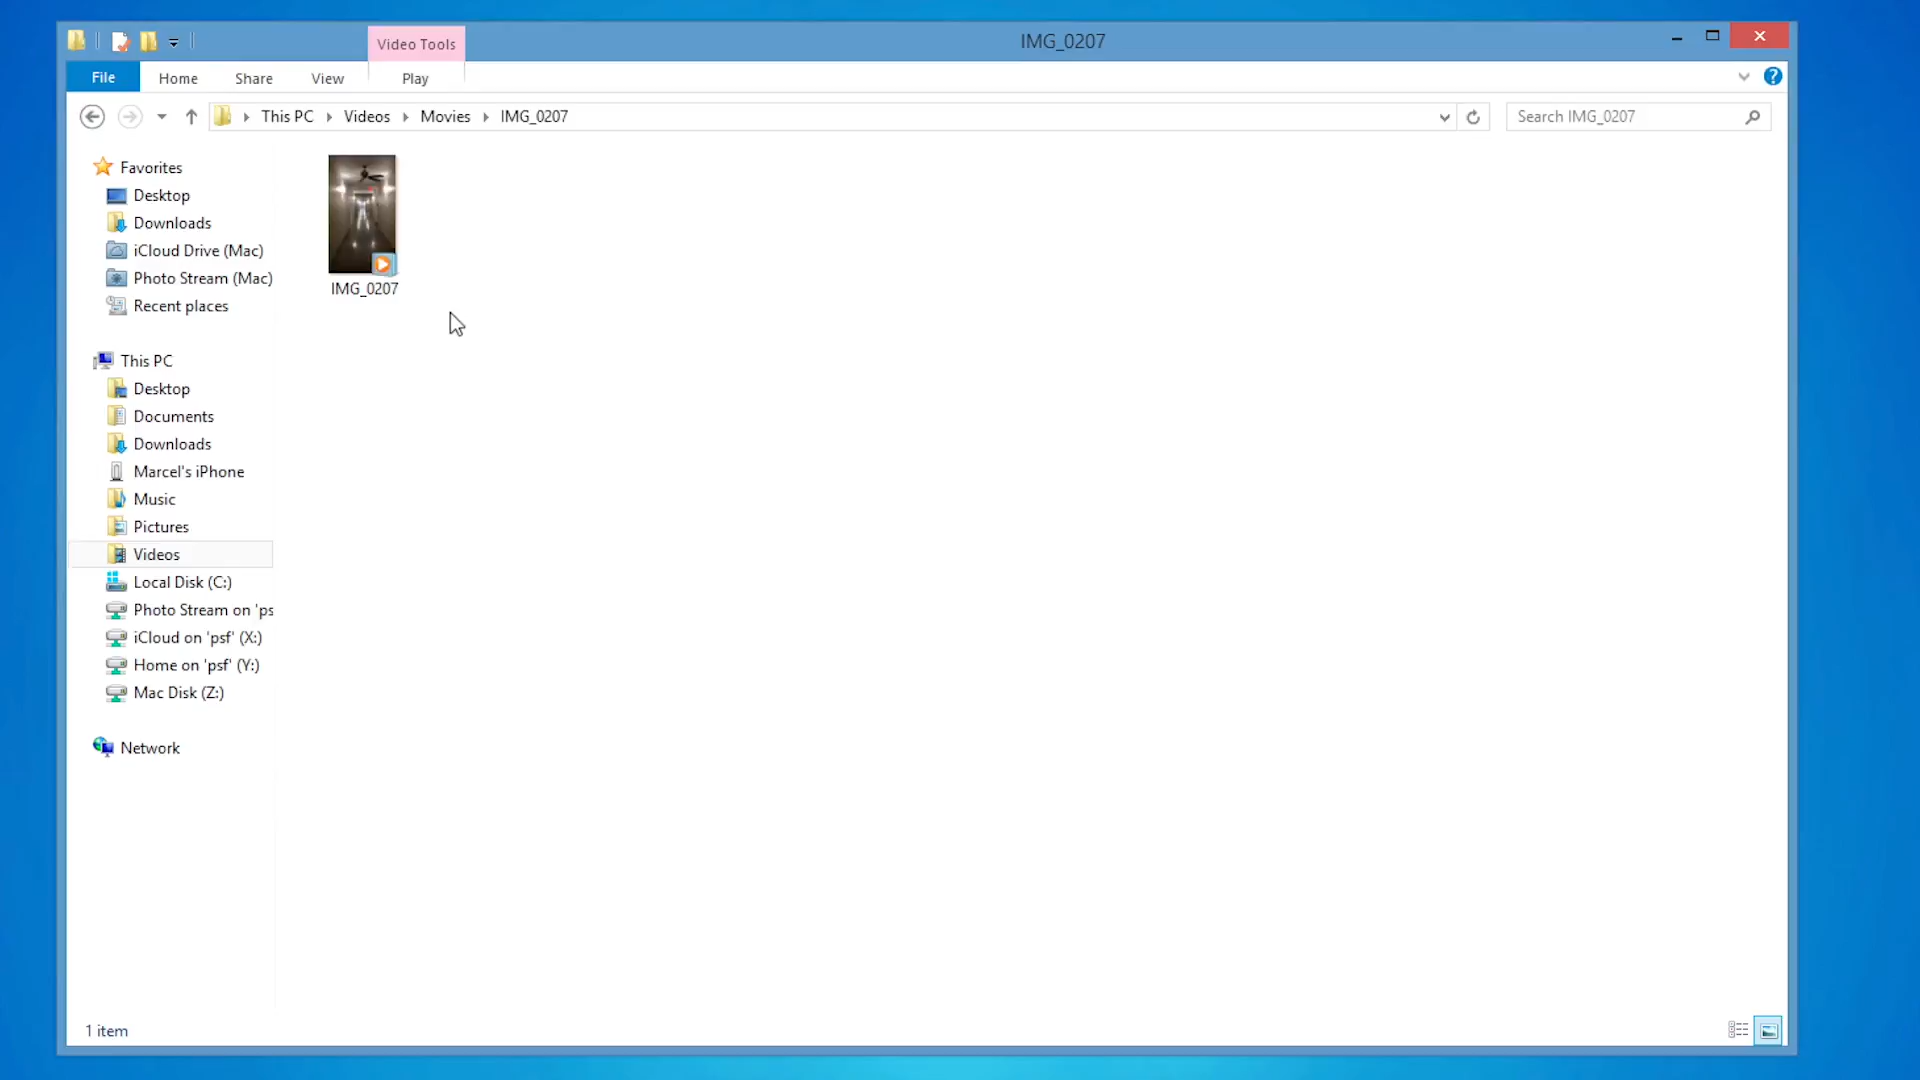 Video Tools
IMG_0207
File Home Share View Play
This PC Videos Movies IMG_0207
Search IMG_0207
Favorites
Desktop
Downloads
iCloud Drive (Mac)
Photo Stream (Mac)
Recent places
This PC
Desktop
Documents
Downloads
Marcel's iPhone
Music
Pictures
Videos
Local Disk (C:)
Photo Stream on 'ps
iCloud on 'psf' (X:)
Home on 'psf' (Y:)
Mac Disk (Z:)
Network
IMG_0207
1 item